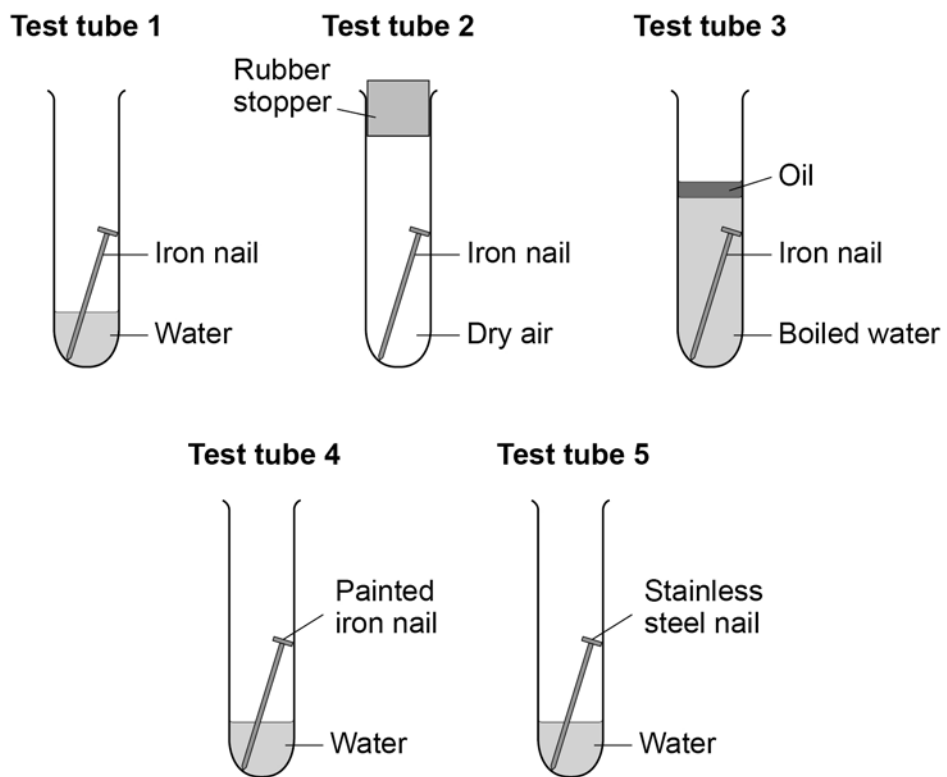 Test tube 1
Test tube 2
Test tube 3
Rubber
stopper
Oil
Iron nail
Iron nail
Iron nail
Water
Dry air
Boiled water
Test tube 4
Test tube 5
Painted
iron nail
Stainless
steel nail
Water
Water